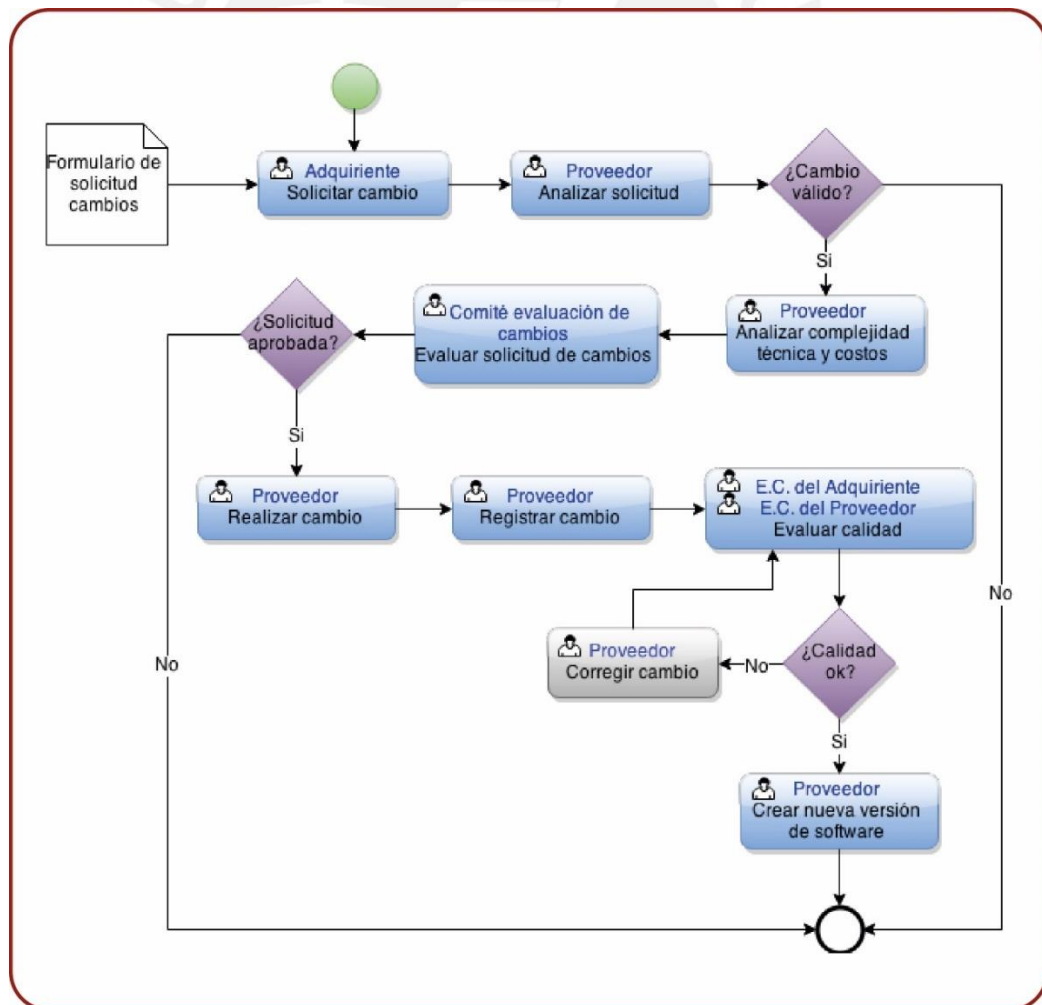 Formulario de
solicitud
cambios
Adquiriente
Solicitar cambio
Proveedor
Analizar solicitud
¿Cambio
válido?
Si
Proveedor
Analizar complejidad
técnica y costos
Comité evaluación de
cambios
Evaluar solicitud de cambios
¿Solicitud
aprobada?
Si
Proveedor
Realizar cambio
Proveedor
Registrar cambio
E.C. del Adquiriente
E.C. del Proveedor
Evaluar calidad
No
No
Proveedor
Corregir cambio
No
¿Calidad
ok?
Si
Proveedor
Crear nueva versión
de software